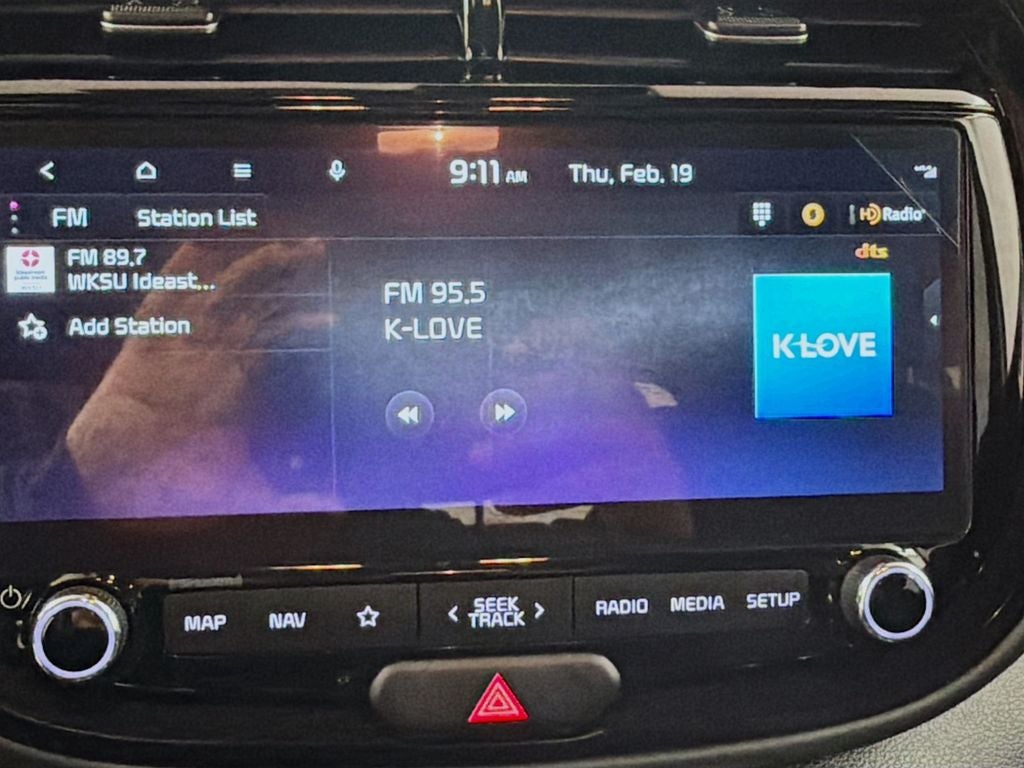 9:11 AM
Thu, Feb. 19
FM
Station List
HD Radio
dts
FM 89.7
WKSU Ideast...
Add Station
FM 95.5
K-LOVE
K-LOVE
MAP
NAV
SEEK
TRACK
RADIO
MEDIA
SETUP